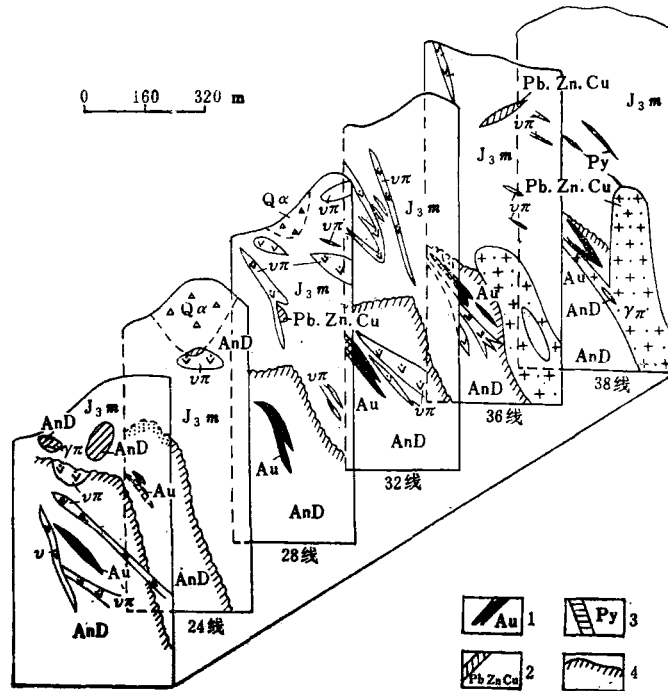 0 160 320 m
Pb. Zn. Cu
νπ
J₃m
J₃m
Py
Pb. Zn. Cu
νπ
νπ
Qα
νπ
J₃m
νπ
νπ
J₃m
Pb. Zn. Cu
Qα
AnD
νπ
Au
Au
AnD
γπ
AnD
38线
AnD
36线
J₃m
νπ
Au
νπ
AnD
32线
J₃m
AnD
γπ
AnD
Au
νπ
Au
AnD
28线
ν
Au
νπ
AnD
AnD
24线
Au 1
Py 3
Pb Zn Cu 2
4